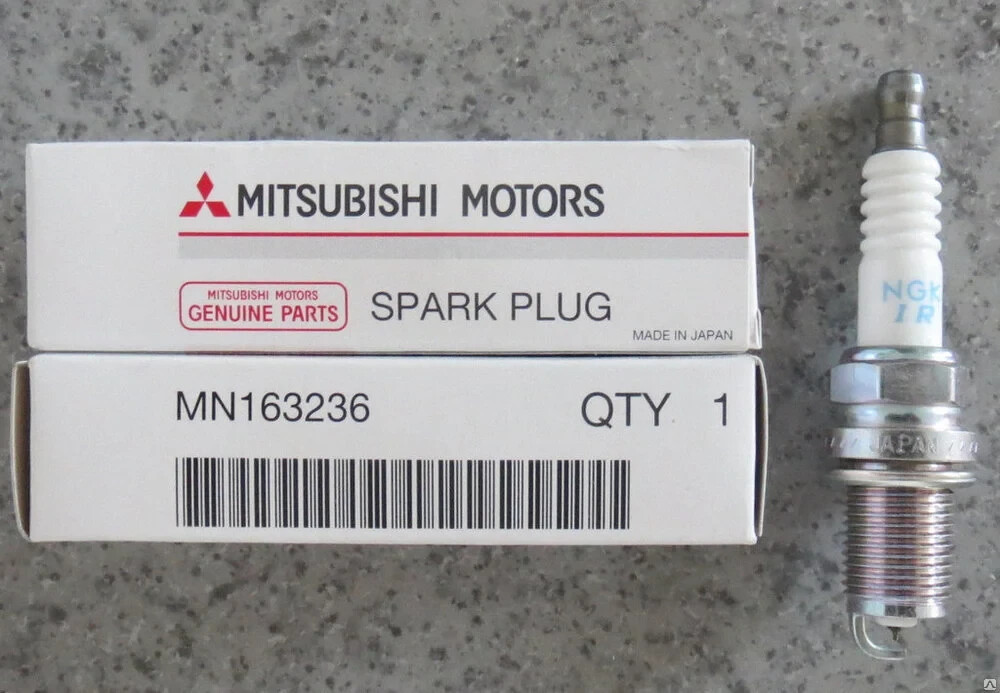 MITSUBISHI MOTORS
MITSUBISHI MOTORS
GENUINE PARTS
SPARK PLUG
MADE IN JAPAN
MN163236
QTY 1
NGK
IR
JAPAN